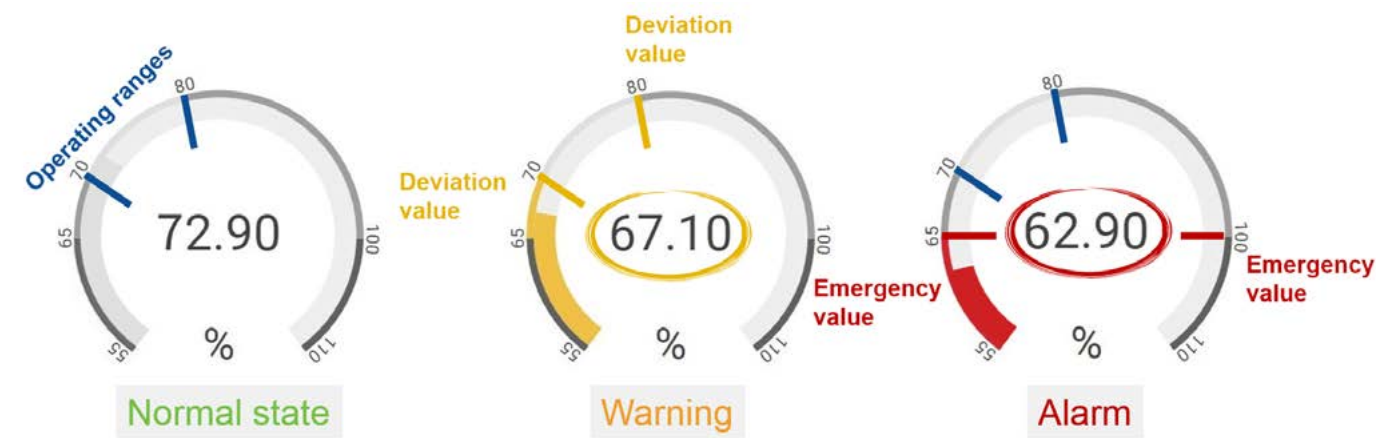 Operating ranges
80
70
65
72.90
100
55
%
110
Normal state
Deviation
value
80
70
Deviation
value
65
67.10
100
55
%
110
Warning
80
70
65
62.90
100
Emergency
value
Emergency
value
55
%
110
Alarm